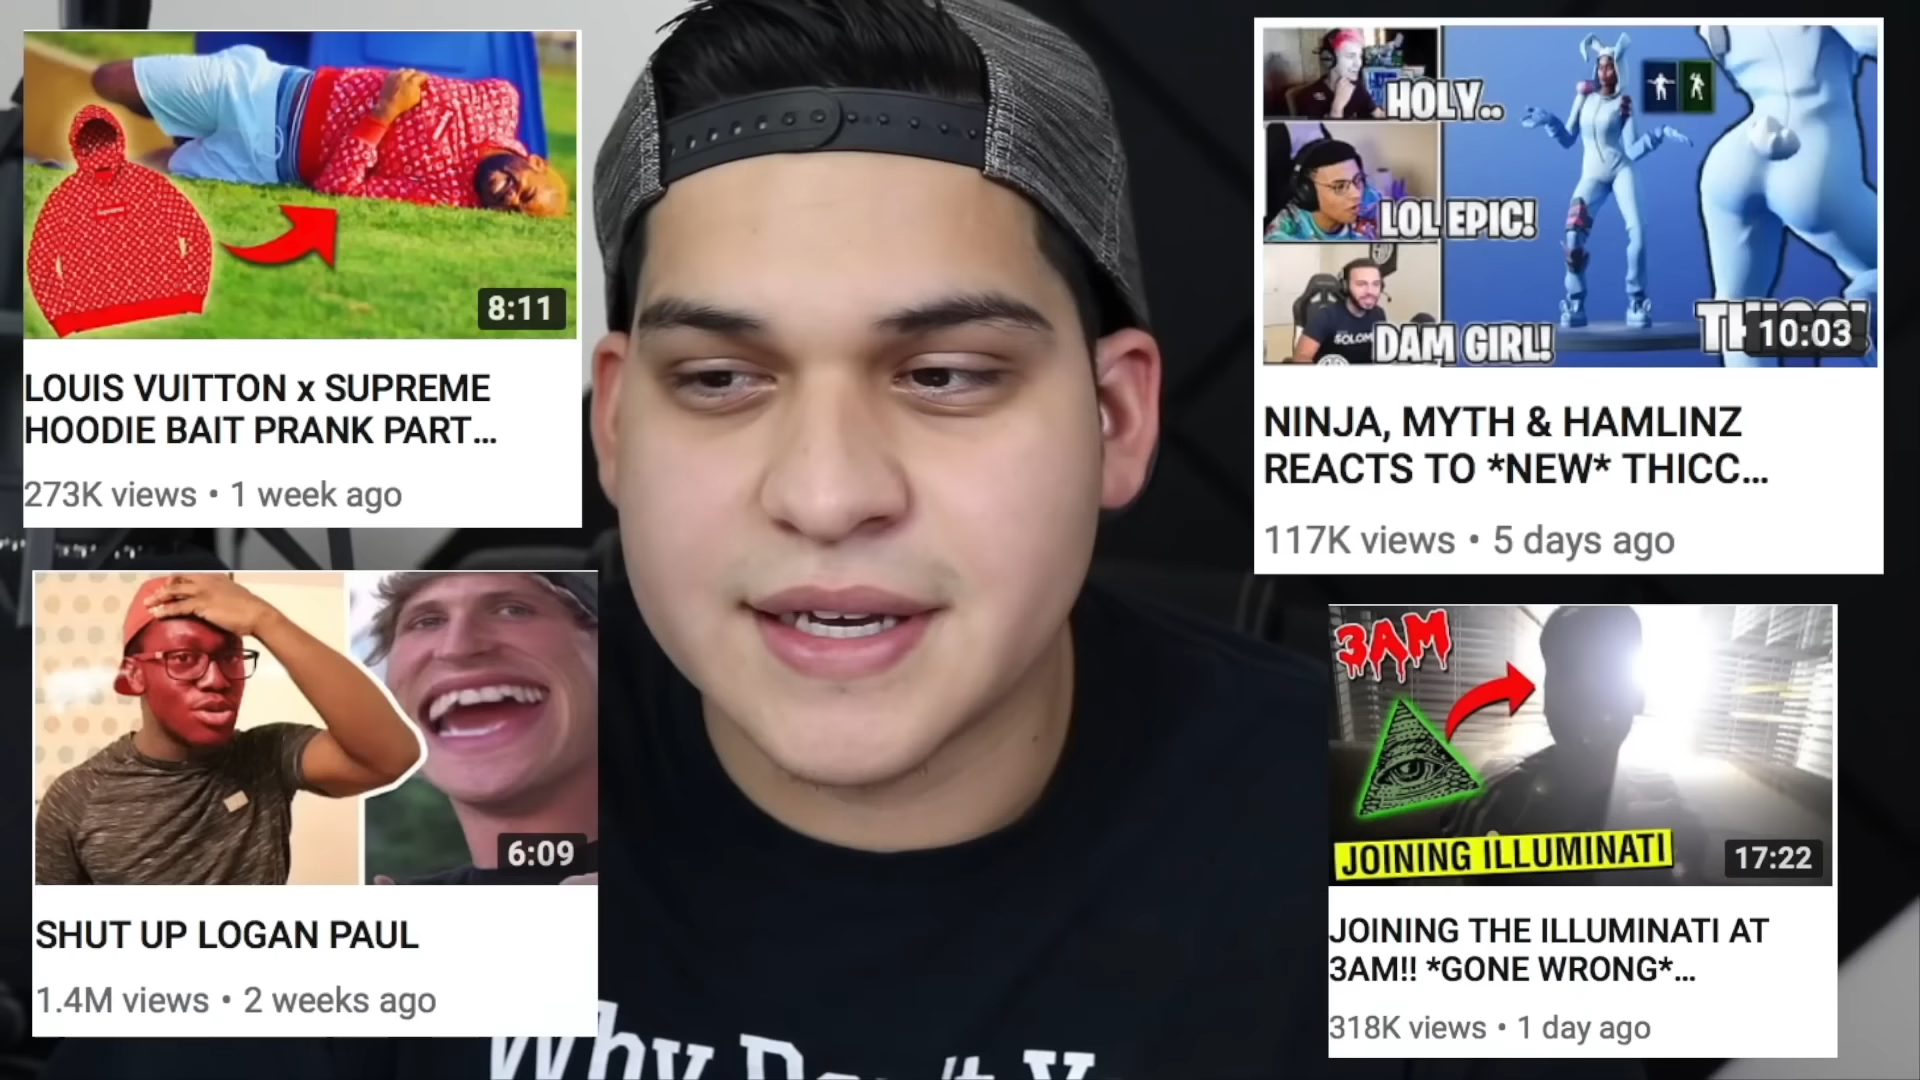 8:11
LOUIS VUITTON x SUPREME
HOODIE BAIT PRANK PART...
273K views • 1 week ago
6:09
SHUT UP LOGAN PAUL
1.4M views • 2 weeks ago
HOLY..
LOL EPIC!
DAM GIRL!
10:03
NINJA, MYTH & HAMLINZ
REACTS TO *NEW* THICC...
117K views • 5 days ago
3AM
JOINING ILLUMINATI
17:22
JOINING THE ILLUMINATI AT
3AM!! *GONE WRONG*...
318K views • 1 day ago
Why Don't